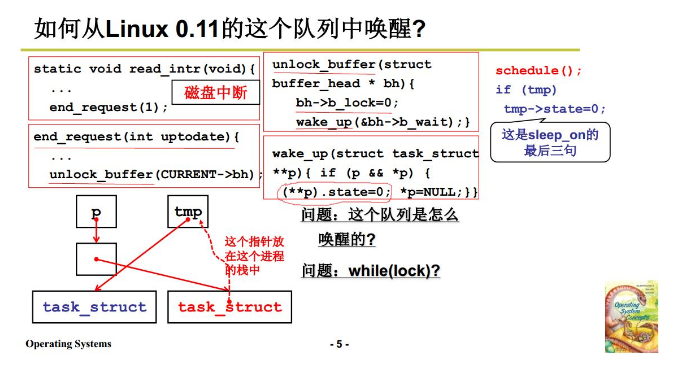 如何从Linux 0.11的这个队列中唤醒?
static void read_intr(void){
...
end_request(1);
磁盘中断
end_request(int uptodate){
...
unlock_buffer(CURRENT->bh);
unlock_buffer(struct
buffer_head * bh){
bh->b_lock=0;
wake_up(&bh->b_wait);}
wake_up(struct task_struct
**p){ if (p && *p) {
(**p).state=0; *p=NULL;}}
schedule();
if (tmp)
tmp->state=0;
这是sleep_on的
最后三句
p
tmp
这个指针放
在这个进程
的栈中
task_struct
task_struct
问题：这个队列是怎么
唤醒的?
问题：while(lock)?
Operating System
Concepts
Operating Systems
- 5 -